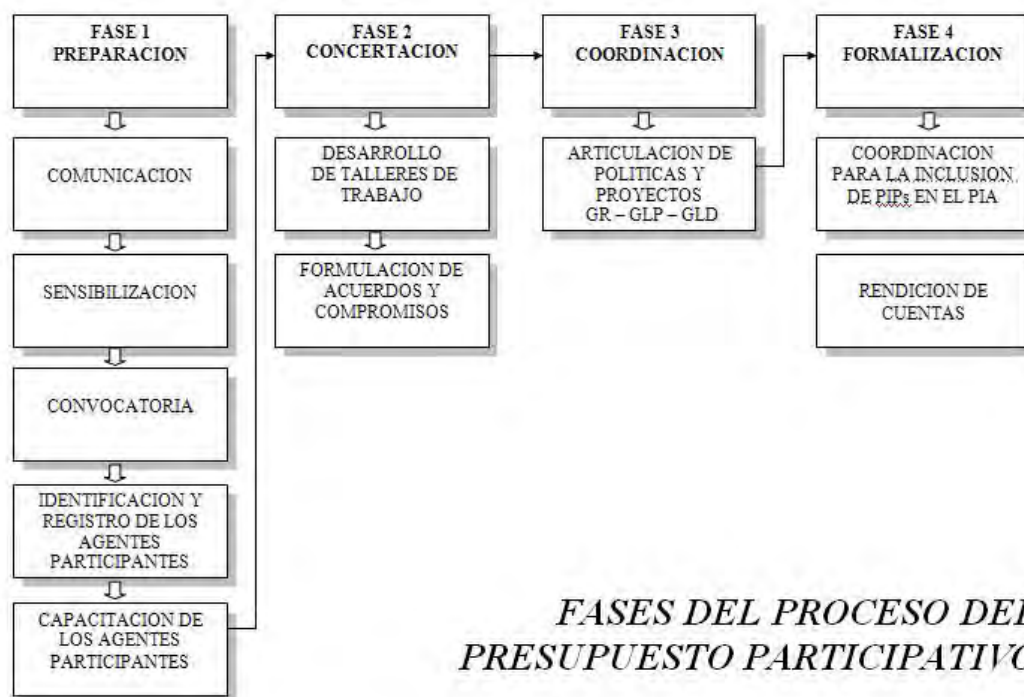 FASE 1
PREPARACION
COMUNICACION
SENSIBILIZACION
CONVOCATORIA
IDENTIFICACION Y
REGISTRO DE LOS
AGENTES
PARTICIPANTES
CAPACITACION DE
LOS AGENTES
PARTICIPANTES
FASE 2
CONCERTACION
DESARROLLO
DE TALLERES DE
TRABAJO
FORMULACION DE
ACUERDOS Y
COMPROMISOS
FASE 3
COORDINACION
ARTICULACION DE
POLITICAS Y
PROYECTOS
GR – GLP – GLD
FASE 4
FORMALIZACION
COORDINACION
PARA LA INCLUSION
DE PIPs EN EL PIA
RENDICION DE
CUENTAS
FASES DEL PROCESO DEL
PRESUPUESTO PARTICIPATIVO